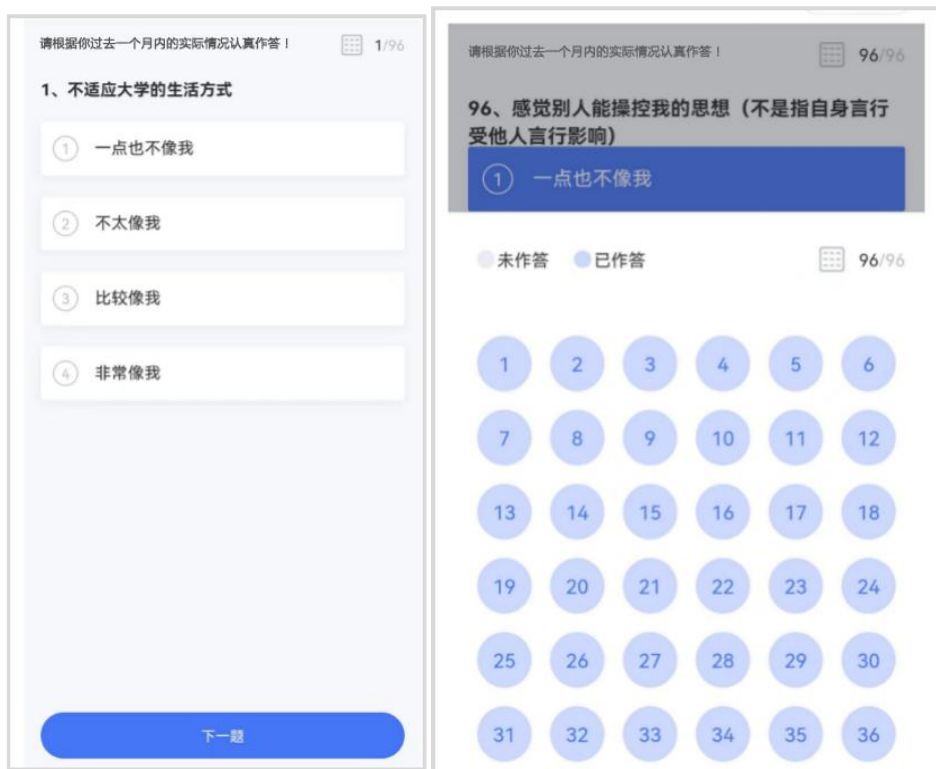 请根据你过去一个月内的实际情况认真作答！
1/96
1、不适应大学的生活方式
1 一点也不像我
2 不太像我
3 比较像我
4 非常像我
下一题
请根据你过去一个月内的实际情况认真作答！
96/96
96、感觉别人能操控我的思想（不是指自身言行
受他人言行影响）
1 一点也不像我
未作答 已作答 96/96
1 2 3 4 5 6
7 8 9 10 11 12
13 14 15 16 17 18
19 20 21 22 23 24
25 26 27 28 29 30
31 32 33 34 35 36